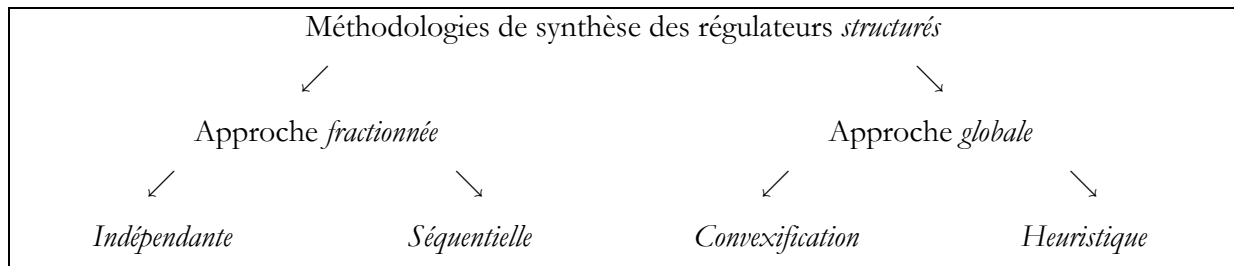 Méthodologies de synthèse des régulateurs structurés
Approche fractionnée Approche globale
Indépendante Séquentielle Convexification Heuristique